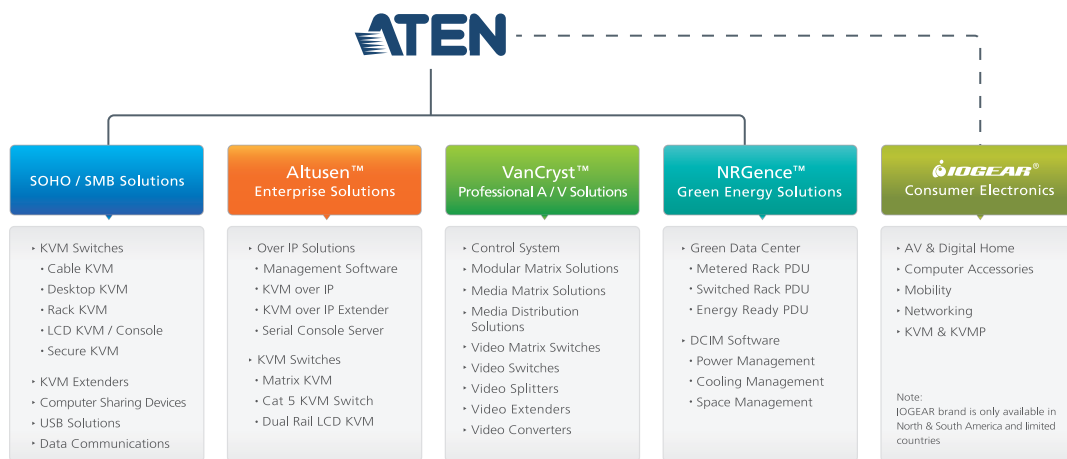 ATEN
SOHO / SMB Solutions
‣ KVM Switches
• Cable KVM
• Desktop KVM
• Rack KVM
• LCD KVM / Console
• Secure KVM
‣ KVM Extenders
‣ Computer Sharing Devices
‣ USB Solutions
‣ Data Communications
Altusen™
Enterprise Solutions
‣ Over IP Solutions
• Management Software
• KVM over IP
• KVM over IP Extender
• Serial Console Server
‣ KVM Switches
• Matrix KVM
• Cat 5 KVM Switch
• Dual Rail LCD KVM
VanCryst™
Professional A / V Solutions
‣ Control System
‣ Modular Matrix Solutions
‣ Media Matrix Solutions
‣ Media Distribution
Solutions
‣ Video Matrix Switches
‣ Video Switches
‣ Video Splitters
‣ Video Extenders
‣ Video Converters
NRGence™
Green Energy Solutions
‣ Green Data Center
• Metered Rack PDU
• Switched Rack PDU
• Energy Ready PDU
‣ DCIM Software
• Power Management
• Cooling Management
• Space Management
IOGEAR®
Consumer Electronics
‣ AV & Digital Home
‣ Computer Accessories
‣ Mobility
‣ Networking
‣ KVM & KVMP
Note:
IOGEAR brand is only available in
North & South America and limited
countries